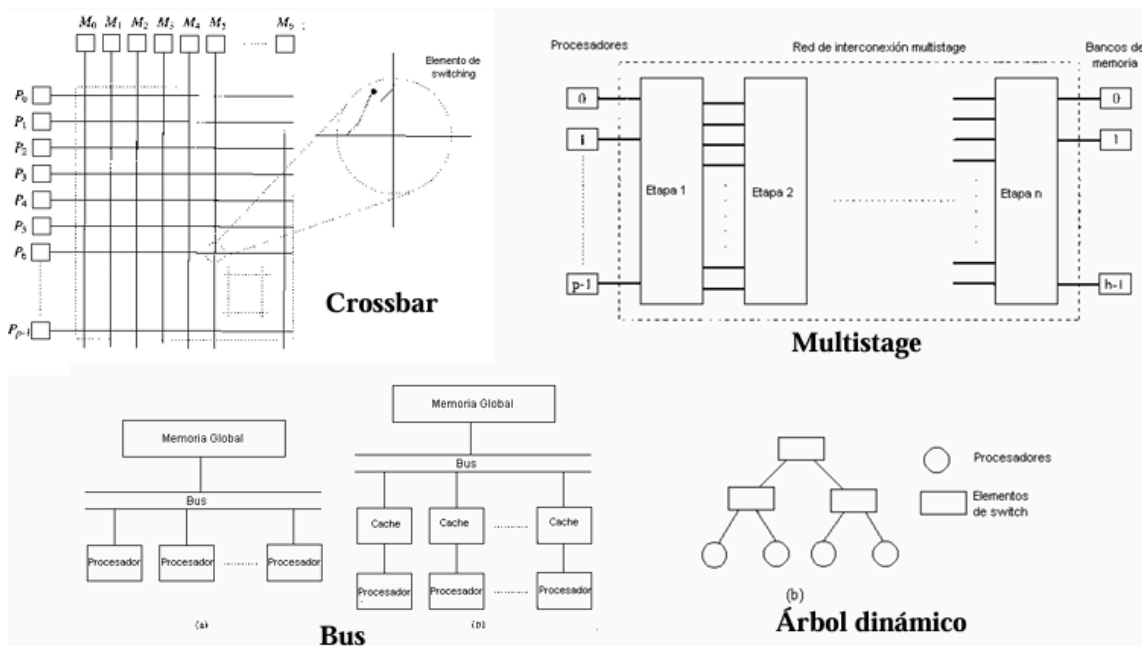 M₀ M₁ M₂ M₃ M₄ M₅ ...... M₉
Elemento de
switching
P₀
P₁
P₂
P₃
P₄
P₅
P₆
Pₚ₋₁
Crossbar
Procesadores
Red de interconexión multistage
Bancos de
memoria
0
0
1
Etapa 1
Etapa 2
Etapa n
p-1
h-1
Multistage
Memoria Global
Bus
Procesador
Procesador
Procesador
(a)
Memoria Global
Bus
Cache
Cache
Cache
Procesador
Procesador
Procesador
(b)
Bus
Procesadores
Elementos
de switch
(b)
Árbol dinámico